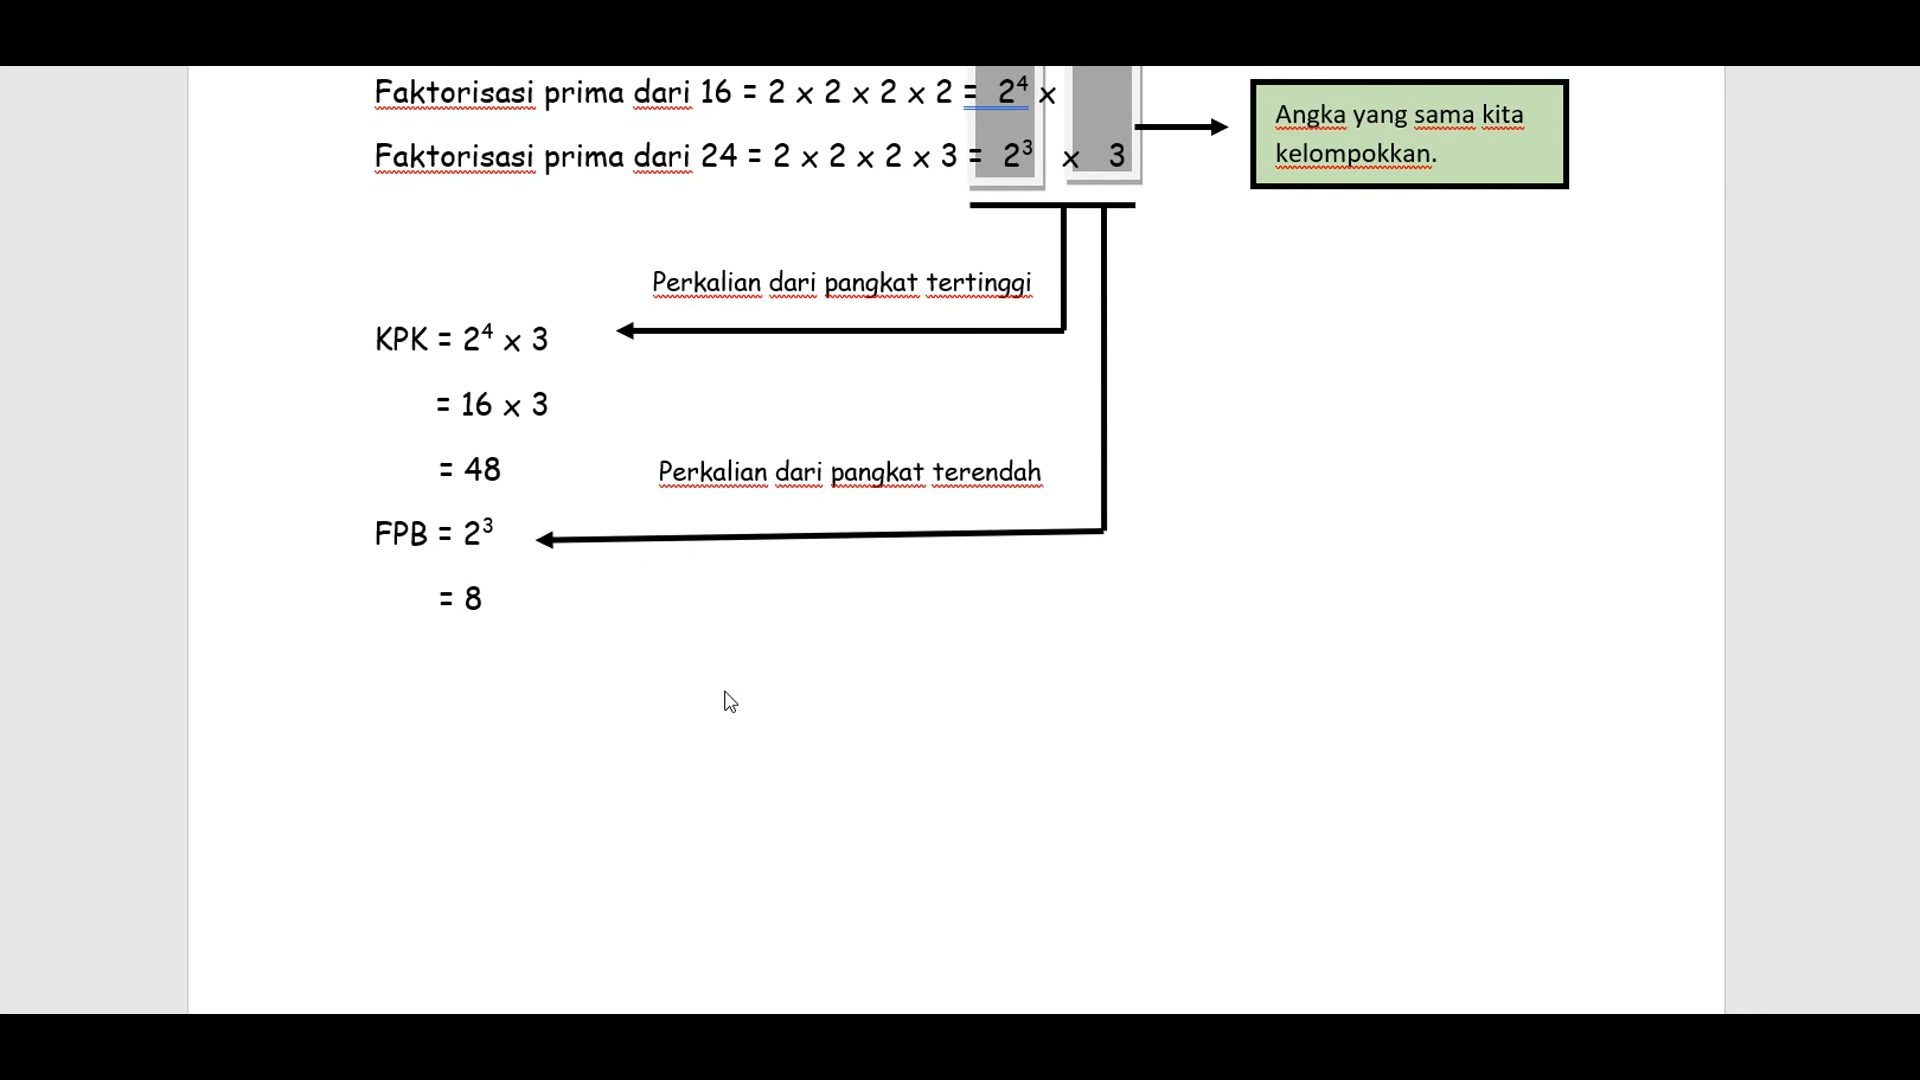 Faktorisasi prima dari 16 = 2 x 2 x 2 x 2 = 2⁴ x
Faktorisasi prima dari 24 = 2 x 2 x 2 x 3 = 2³ x 3
Angka yang sama kita
kelompokkan.
Perkalian dari pangkat tertinggi
KPK = 2⁴ x 3
= 16 x 3
= 48
Perkalian dari pangkat terendah
FPB = 2³
= 8